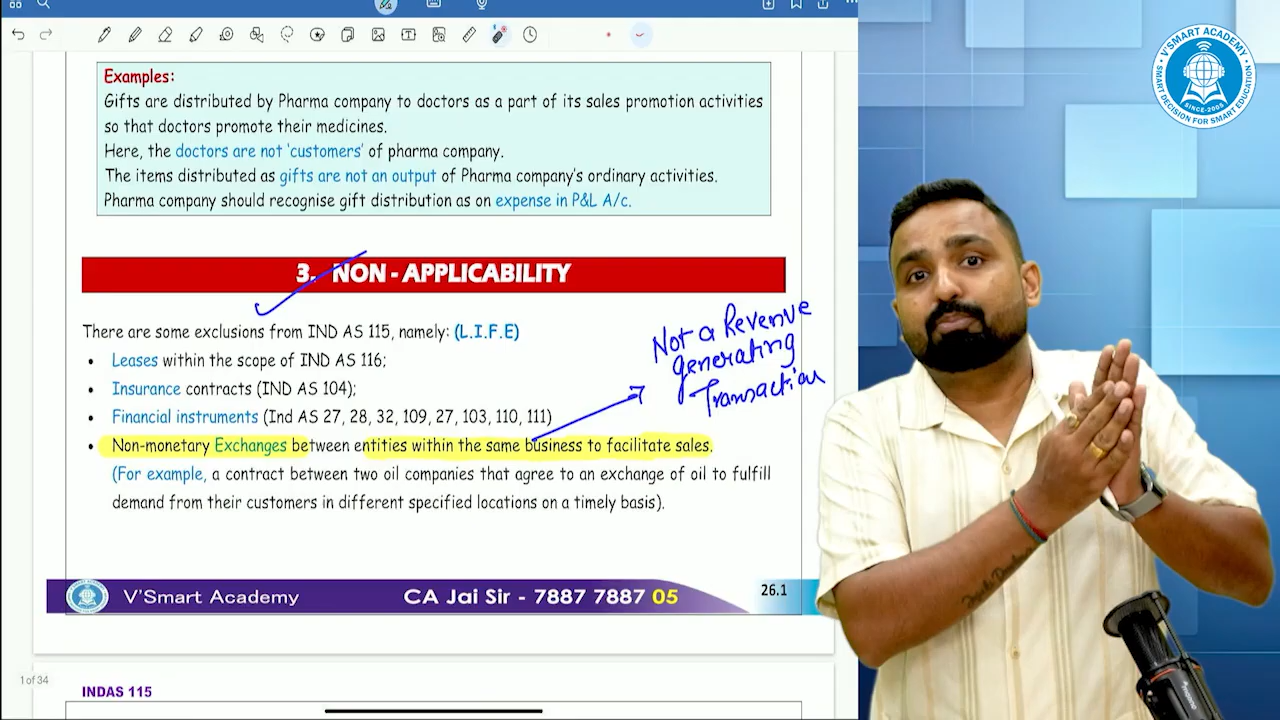 Examples:
Gifts are distributed by Pharma company to doctors as a part of its sales promotion activities
so that doctors promote their medicines.
Here, the doctors are not 'customers' of pharma company.
The items distributed as gifts are not an output of Pharma company's ordinary activities.
Pharma company should recognise gift distribution as on expense in P&L A/c.
3. NON - APPLICABILITY
There are some exclusions from IND AS 115, namely: (L.I.F.E)
• Leases within the scope of IND AS 116;
• Insurance contracts (IND AS 104);
• Financial instruments (Ind AS 27, 28, 32, 109, 27, 103, 110, 111)
• Non-monetary Exchanges between entities within the same business to facilitate sales.
(For example, a contract between two oil companies that agree to an exchange of oil to fulfill
demand from their customers in different specified locations on a timely basis).
Not a Revenue
generating
Transaction
V'Smart Academy
CA Jai Sir - 7887 7887 05
26.1
1 of 34
INDAS 115
V'SMART ACADEMY
SINCE-2005
SMART DECISION FOR SMART EDUCATION